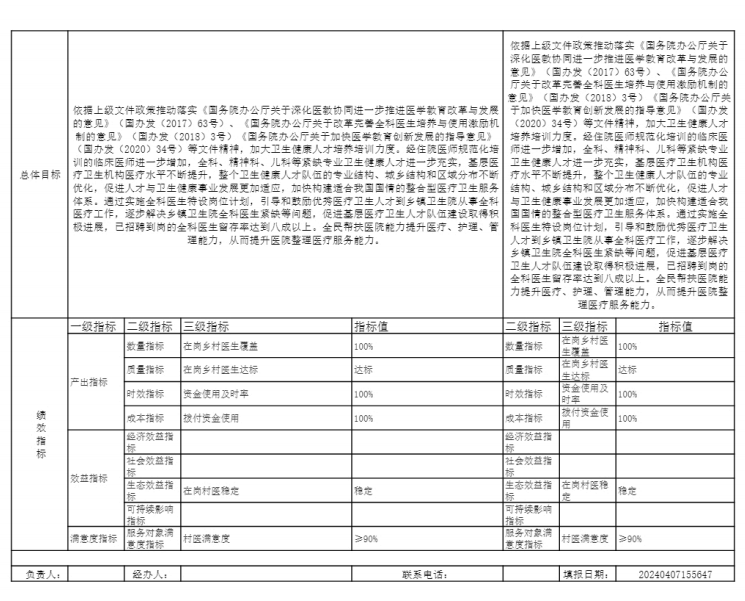 总体目标
依据上级文件政策推动落实《国务院办公厅关于深化医教协同进一步推进医学教育改革与发展
的意见》（国办发（2017）63号）、《国务院办公厅关于改革完善全科医生培养与使用激励机
制的意见》（国办发（2018）3号）《国务院办公厅关于加快医学教育创新发展的指导意见》
（国办发（2020）34号）等文件精神，加大卫生健康人才培养培训力度。经住院医师规范化培
训的临床医师进一步增加，全科、精神科、儿科等紧缺专业卫生健康人才进一步充实，基层医
疗卫生机构医疗水平不断提升，整个卫生健康人才队伍的专业结构、城乡结构和区域分布不断
优化，促进人才与卫生健康事业发展更加适应，加快构建适合我国国情的整合型医疗卫生服务
体系。通过实施全科医生特设岗位计划，引导和鼓励优秀医疗卫生人才到乡镇卫生院从事全科
医疗工作，逐步解决乡镇卫生院全科医生紧缺等问题，促进基层医疗卫生人才队伍建设取得积
极进展，已招聘到岗的全科医生留存率达到八成以上。全民帮扶医院能力提升医疗、护理、管
理能力，从而提升医院整理医疗服务能力。
依据上级文件政策推动落实《国务院办公厅关于
深化医教协同进一步推进医学教育改革与发展的
意见》（国办发（2017）63号）、《国务院办公
厅关于改革完善全科医生培养与使用激励机制的
意见》（国办发（2018）3号）《国务院办公厅关
于加快医学教育创新发展的指导意见》（国办发
（2020）34号）等文件精神，加大卫生健康人才
培养培训力度。经住院医师规范化培训的临床医
师进一步增加，全科、精神科、儿科等紧缺专业
卫生健康人才进一步充实，基层医疗卫生机构医
疗水平不断提升，整个卫生健康人才队伍的专业
结构、城乡结构和区域分布不断优化，促进人才
与卫生健康事业发展更加适应，加快构建适合我
国国情的整合型医疗卫生服务体系。通过实施全
科医生特设岗位计划，引导和鼓励优秀医疗卫生
人才到乡镇卫生院从事全科医疗工作，逐步解决
乡镇卫生院全科医生紧缺等问题，促进基层医疗
卫生人才队伍建设取得积极进展，已招聘到岗的
全科医生留存率达到八成以上。全民帮扶医院能
力提升医疗、护理、管理能力，从而提升医院整
理医疗服务能力。
绩
效
指
标
一级指标 二级指标 三级指标 指标值 二级指标 三级指标 指标值
产出指标
数量指标 在岗乡村医生覆盖 100% 数量指标 在岗乡村医
生覆盖 100%
质量指标 在岗乡村医生达标 达标 质量指标 在岗乡村医
生达标 达标
时效指标 资金使用及时率 100% 时效指标 资金使用及
时率 100%
成本指标 拨付资金使用 100% 成本指标 拨付资金使
用 100%
效益指标
经济效益指
标
经济效益指
标
社会效益指
标
社会效益指
标
生态效益指
标 在岗村医稳定 稳定 生态效益指
标 在岗村医稳
定 稳定
可持续影响
指标
可持续影响
指标
满意度指标 服务对象满
意度指标 村医满意度 ≥90% 服务对象满
意度指标 村医满意度 ≥90%
负责人： 经办人： 联系电话： 填报日期： 20240407155647